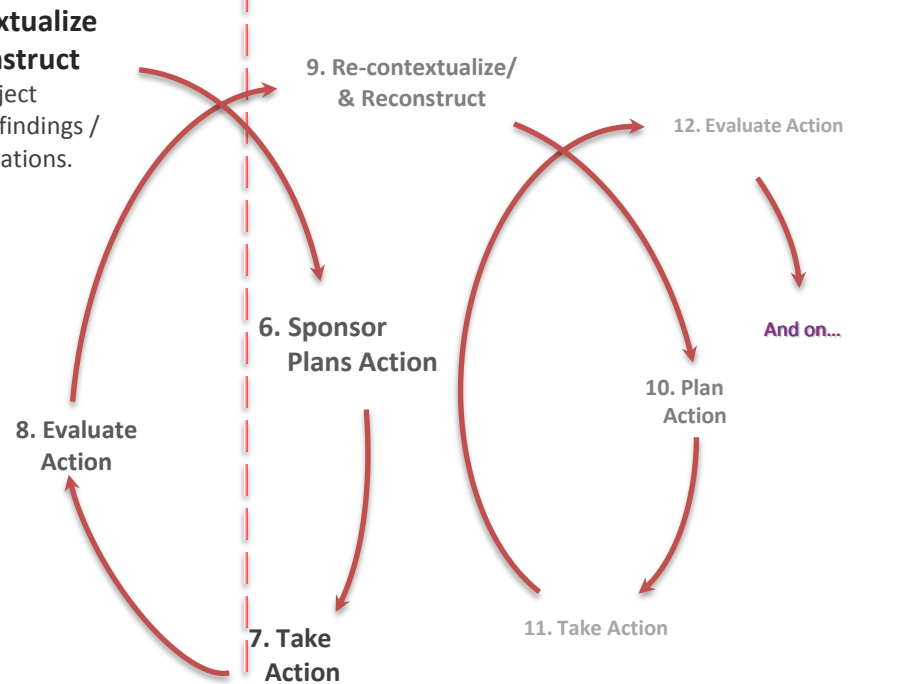 xtualize
nstruct
ject
findings /
ations.
9. Re-contextualize/
& Reconstruct
12. Evaluate Action
6. Sponsor
Plans Action
And on...
10. Plan
Action
8. Evaluate
Action
11. Take Action
7. Take
Action